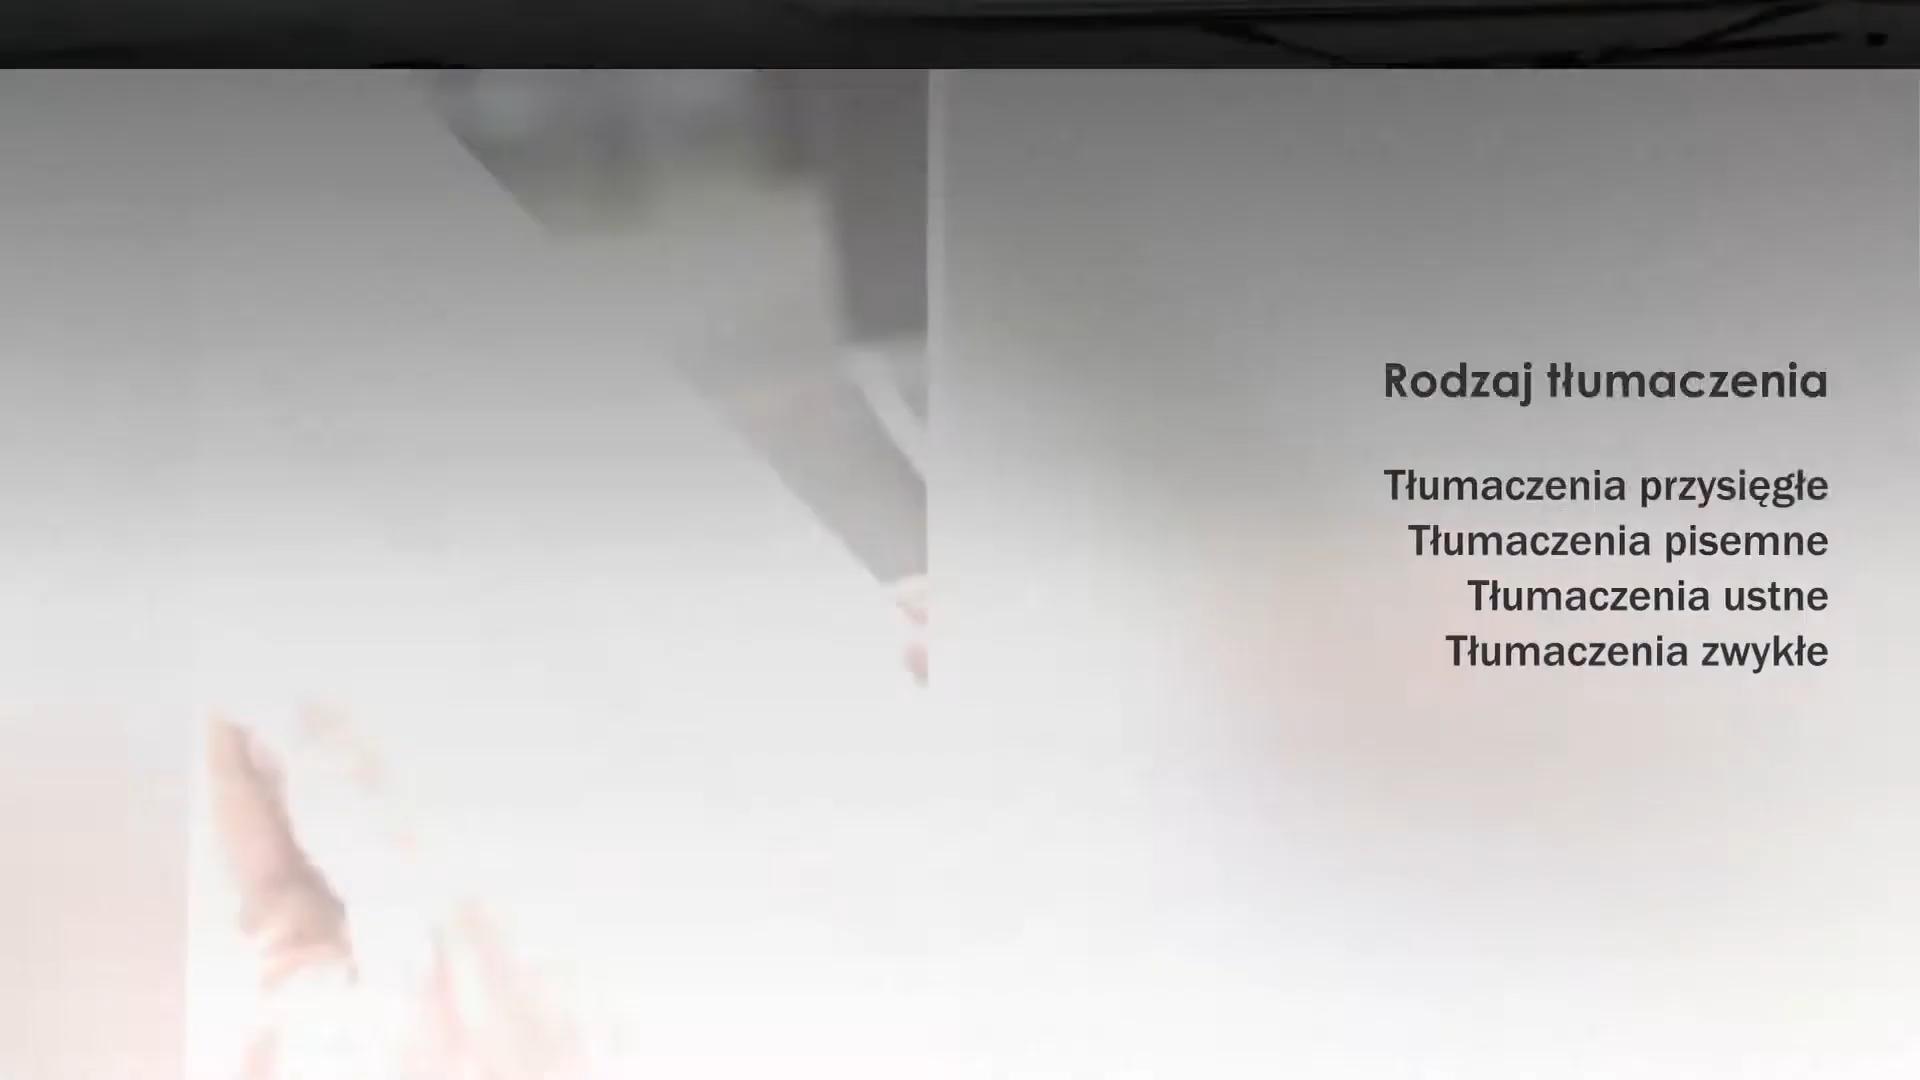 Rodzaj tłumaczenia
Tłumaczenia przysięgłe
Tłumaczenia pisemne
Tłumaczenia ustne
Tłumaczenia zwykłe